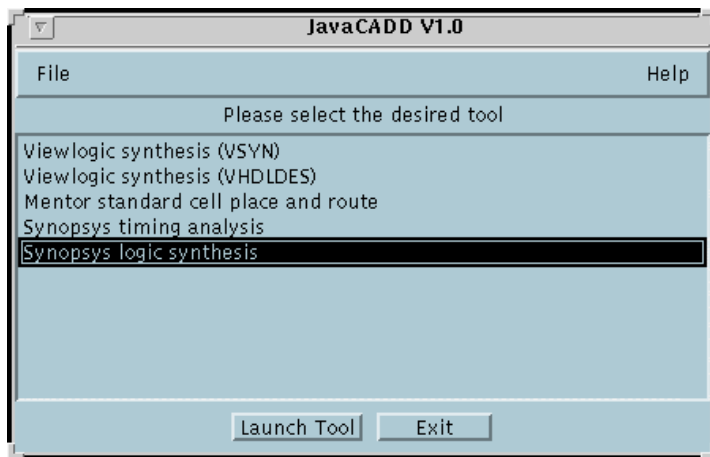 JavaCADD V1.0
File Help
Please select the desired tool
Viewlogic synthesis (VSYN)
Viewlogic synthesis (VHDLDES)
Mentor standard cell place and route
Synopsys timing analysis
Synopsys logic synthesis
Launch Tool Exit